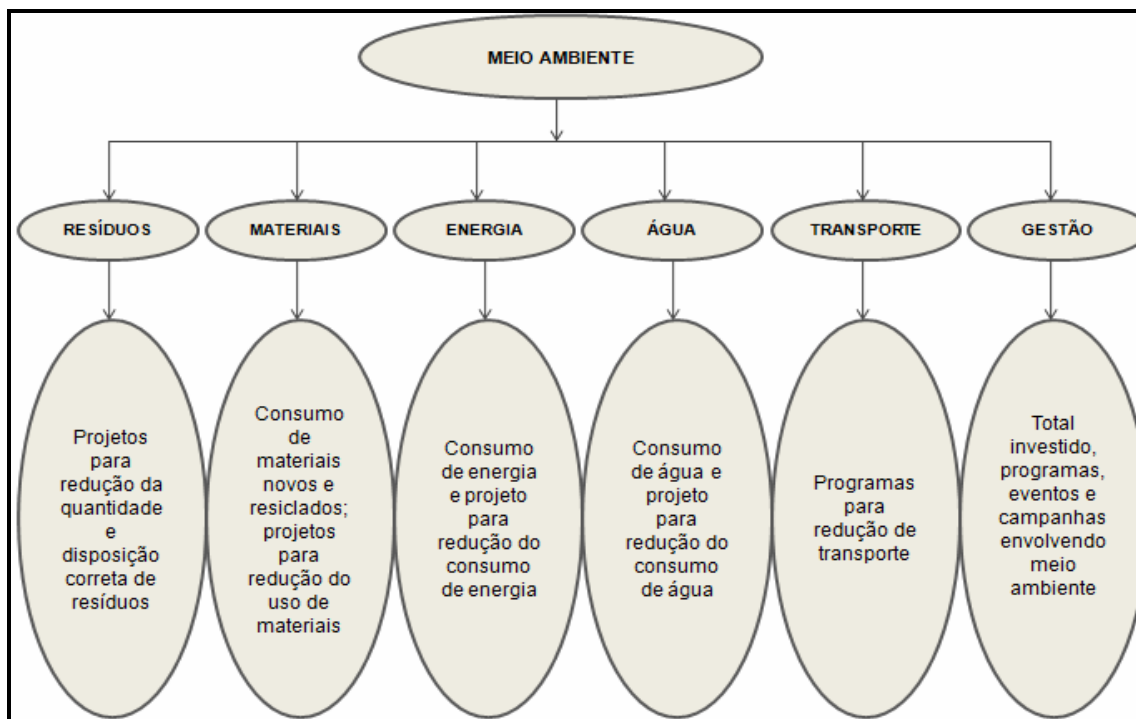 MEIO AMBIENTE
RESÍDUOS
MATERIAIS
ENERGIA
ÁGUA
TRANSPORTE
GESTÃO
Projetos
para
redução da
quantidade
e
disposição
correta de
resíduos
Consumo
de
materiais
novos e
resiclados;
projetos
para
redução do
uso de
materiais
Consumo
de energia
e projeto
para
redução do
consumo
de energia
Consumo
de água e
projeto
para
redução do
consumo
de água
Programas
para
redução de
transporte
Total
investido,
programas,
eventos e
campanhas
envolvendo
meio
ambiente